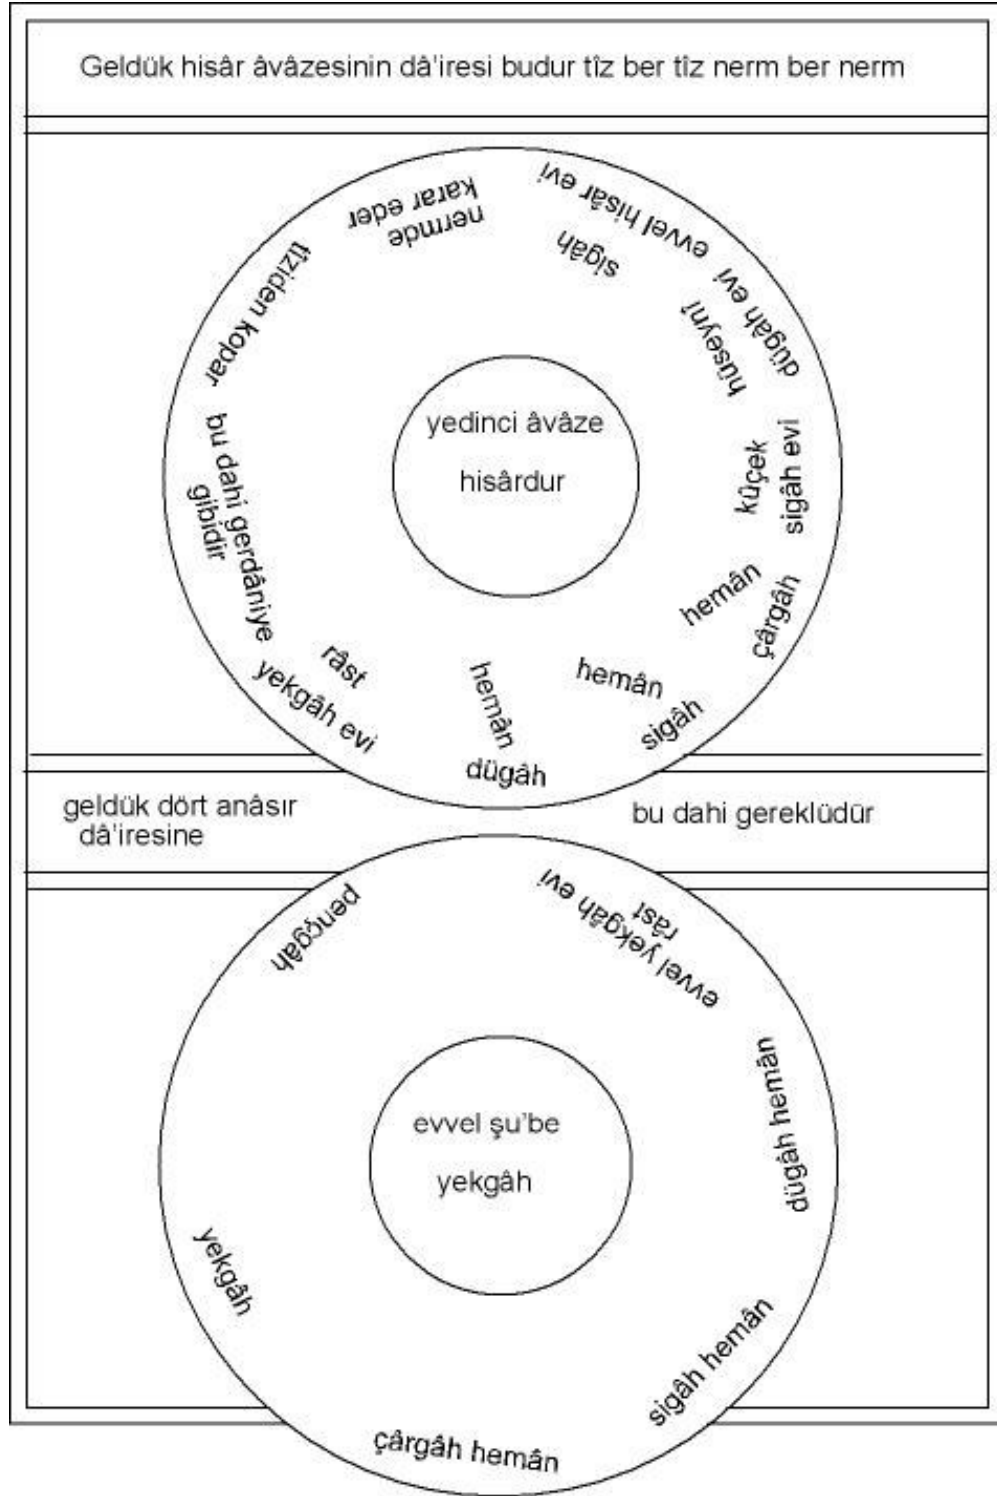 Geldük hisâr âvâzesinin dâ'iresi budur tîz ber tîz nerm ber nerm
evvel hisâr evi
sigâh
dügâh evi
hüseynî
sigâh evi
kûçek
çârgâh
hemân
sigâh
hemân
dügâh
hemân
yekgâh evi
râst
bu dahi gerdâniye
gibidir
tîziden kopar
nermde
karar eder
yedinci âvâze
hisârdur
geldük dört anâsır
dâ'iresine
bu dahi gereklüdür
evvel yekgâh evi
râst
dügâh hemân
sigâh hemân
çârgâh hemân
yekgâh
pençgâh
evvel şu'be
yekgâh